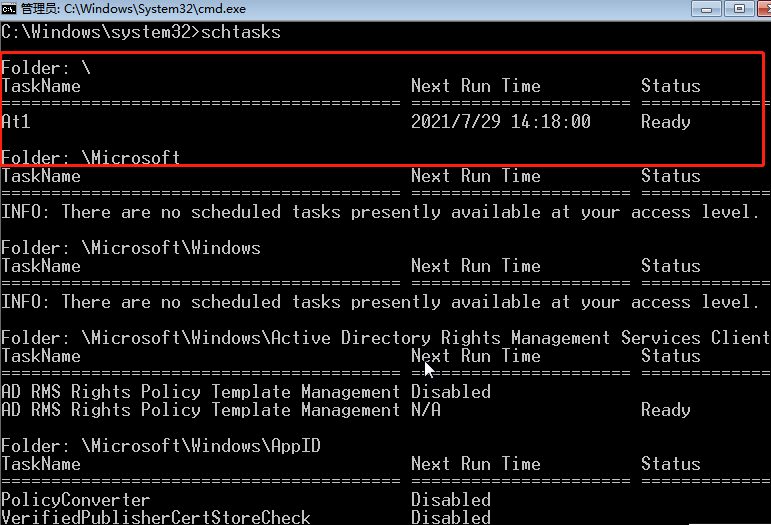 管理员: C:\Windows\System32\cmd.exe
C:\Windows\system32>schtasks
Folder: \
TaskName Next Run Time Status
======================================== ====================== ===============
At1 2021/7/29 14:18:00 Ready
Folder: \Microsoft
TaskName Next Run Time Status
======================================== ====================== ===============
INFO: There are no scheduled tasks presently available at your access level.
Folder: \Microsoft\Windows
TaskName Next Run Time Status
======================================== ====================== ===============
INFO: There are no scheduled tasks presently available at your access level.
Folder: \Microsoft\Windows\Active Directory Rights Management Services Client
TaskName Next Run Time Status
======================================== ====================== ===============
AD RMS Rights Policy Template Management Disabled
AD RMS Rights Policy Template Management N/A Ready
Folder: \Microsoft\Windows\AppID
TaskName Next Run Time Status
======================================== ====================== ===============
PolicyConverter Disabled
VerifiedPublisherCertStoreCheck Disabled